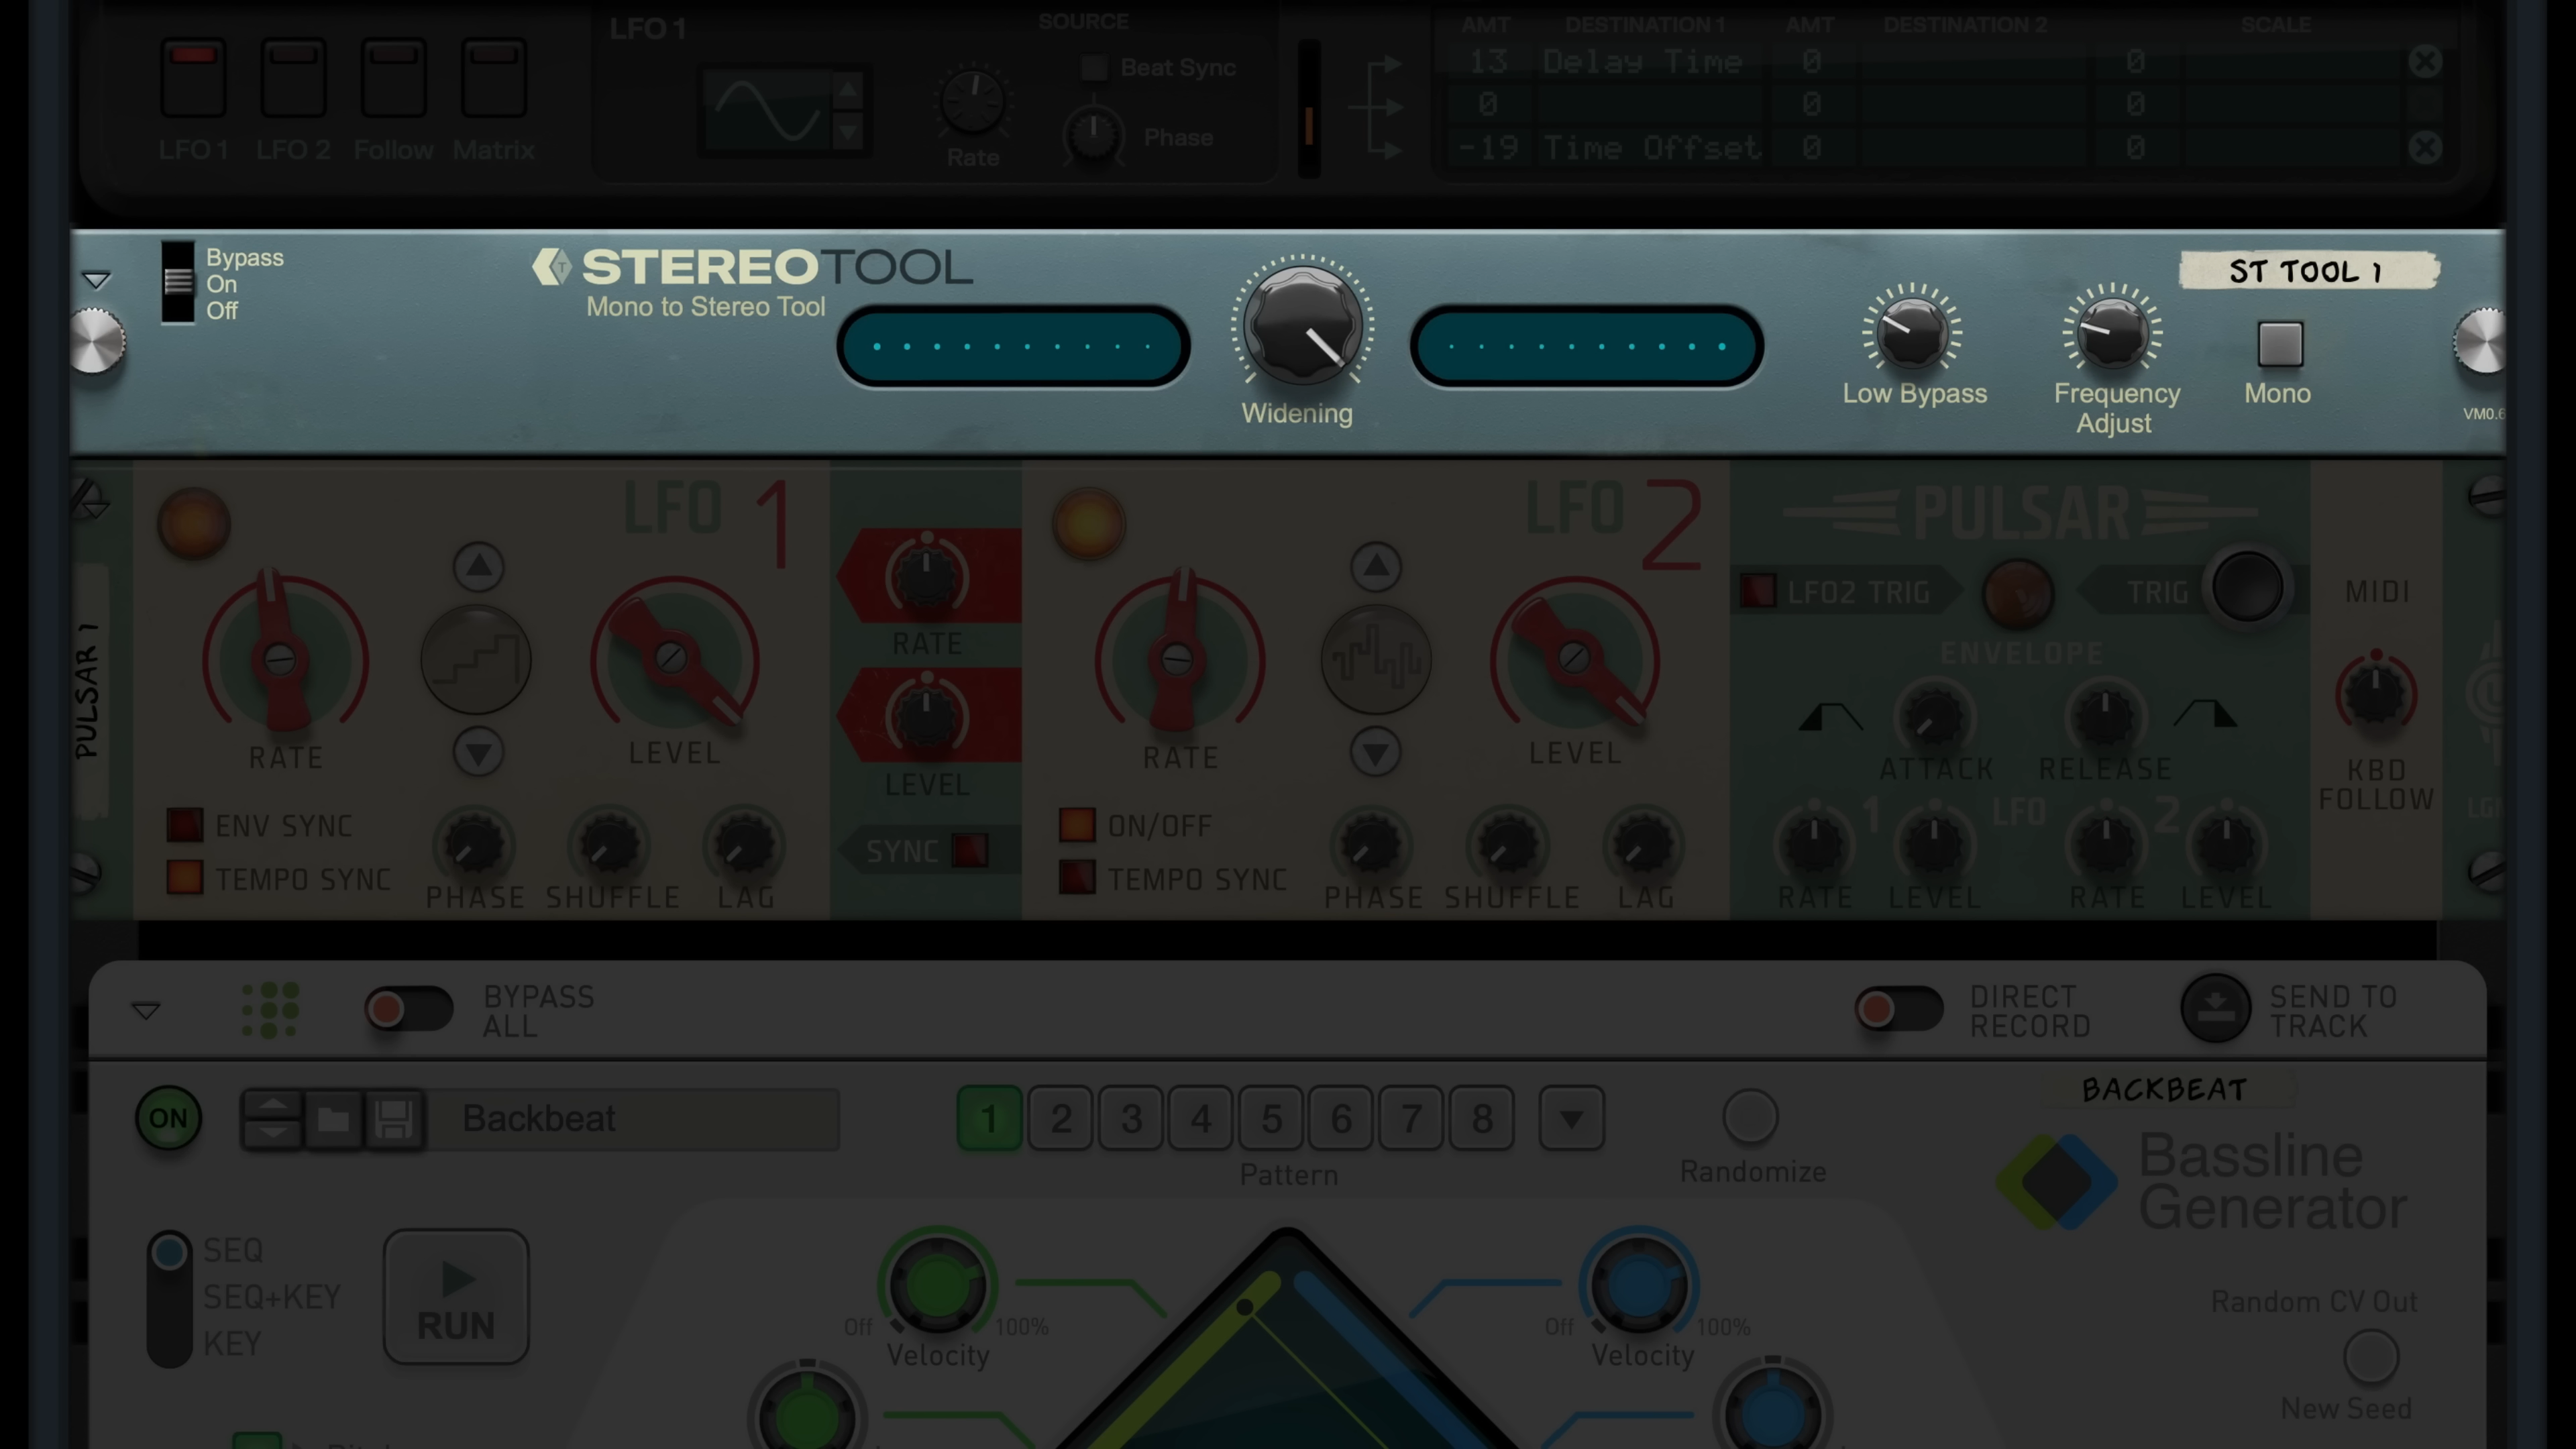 LFO 1
SOURCE
AMT DESTINATION 1 AMT DESTINATION 2 SCALE
Beat Sync
13 Delay Time 0 0
0 0 0
Phase
-19 Time Offset 0 0
LFO 1 LFO 2 Follow Matrix
Rate
Bypass
On
Off
STEREOTOOL
Mono to Stereo Tool
ST TOOL 1
Widening
Low Bypass
Frequency
Adjust
Mono
VM0.6
PULSAR 1
LFO 1
RATE
LEVEL
ENV SYNC
TEMPO SYNC
PHASE SHUFFLE LAG
RATE
LEVEL
SYNC
LFO 2
RATE
LEVEL
ON/OFF
TEMPO SYNC
PHASE SHUFFLE LAG
PULSAR
LFO2 TRIG
TRIG
ENVELOPE
ATTACK RELEASE
1 LFO 2
RATE LEVEL RATE LEVEL
MIDI
KBD
FOLLOW
BYPASS
ALL
DIRECT
RECORD
SEND TO
TRACK
ON
Backbeat
1 2 3 4 5 6 7 8
Pattern
Randomize
BACKBEAT
Bassline
Generator
SEQ
SEQ+KEY
KEY
RUN
Off 100%
Velocity
Off 100%
Velocity
Random CV Out
New Seed